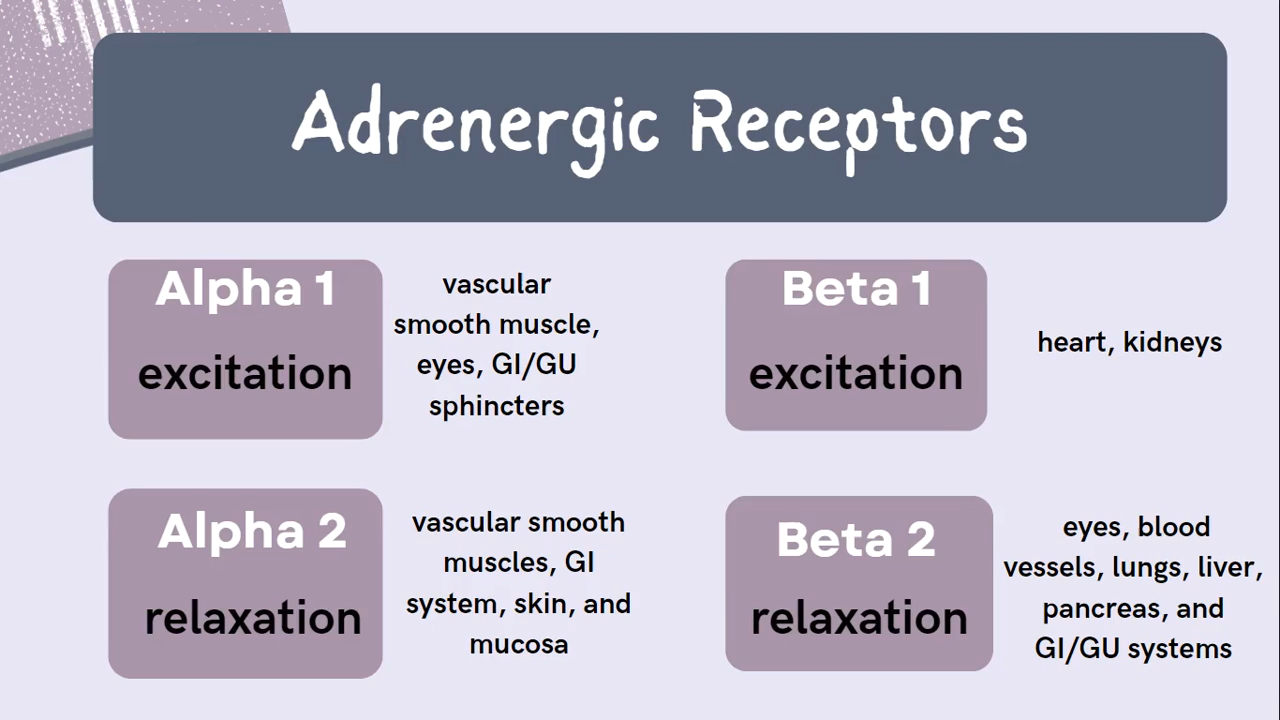 Adrenergic Receptors
Alpha 1
excitation
vascular
smooth muscle,
eyes, GI/GU
sphincters
Beta 1
excitation
heart, kidneys
Alpha 2
relaxation
vascular smooth
muscles, GI
system, skin, and
mucosa
Beta 2
relaxation
eyes, blood
vessels, lungs, liver,
pancreas, and
GI/GU systems